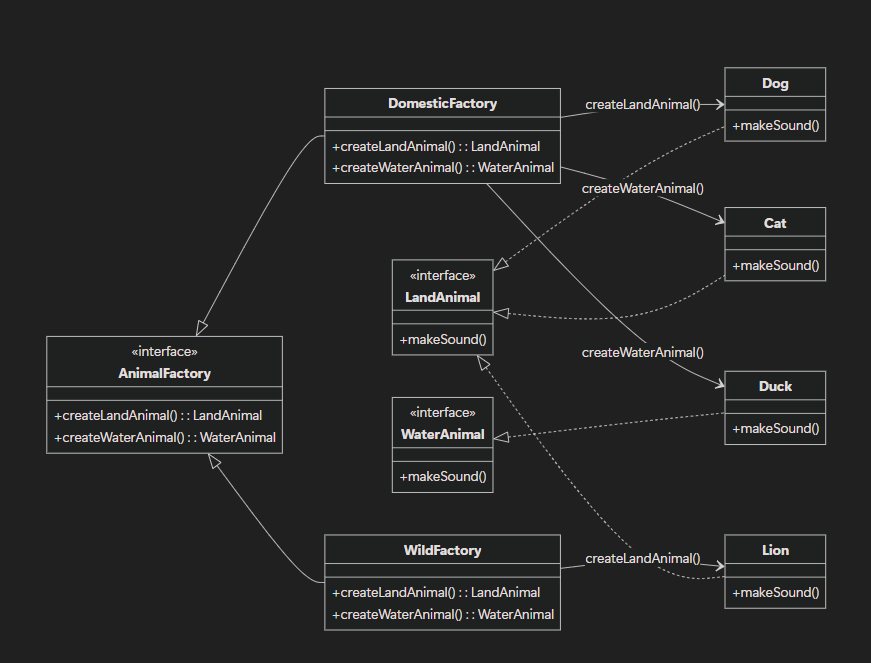 DomesticFactory
+createLandAnimal() : : LandAnimal
+createWaterAnimal() : : WaterAnimal
createLandAnimal()
Dog
+makeSound()
createWaterAnimal()
Cat
+makeSound()
«interface»
LandAnimal
+makeSound()
«interface»
AnimalFactory
+createLandAnimal() : : LandAnimal
+createWaterAnimal() : : WaterAnimal
createWaterAnimal()
Duck
+makeSound()
«interface»
WaterAnimal
+makeSound()
WildFactory
+createLandAnimal() : : LandAnimal
+createWaterAnimal() : : WaterAnimal
createLandAnimal()
Lion
+makeSound()